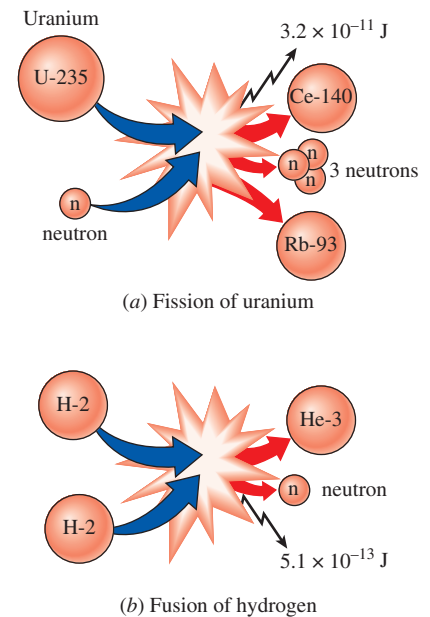 Uranium
3.2 × 10⁻¹¹ J
U-235
Ce-140
n
n
n
3 neutrons
n
neutron
Rb-93
(a) Fission of uranium
H-2
He-3
n
neutron
H-2
5.1 × 10⁻¹³ J
(b) Fusion of hydrogen